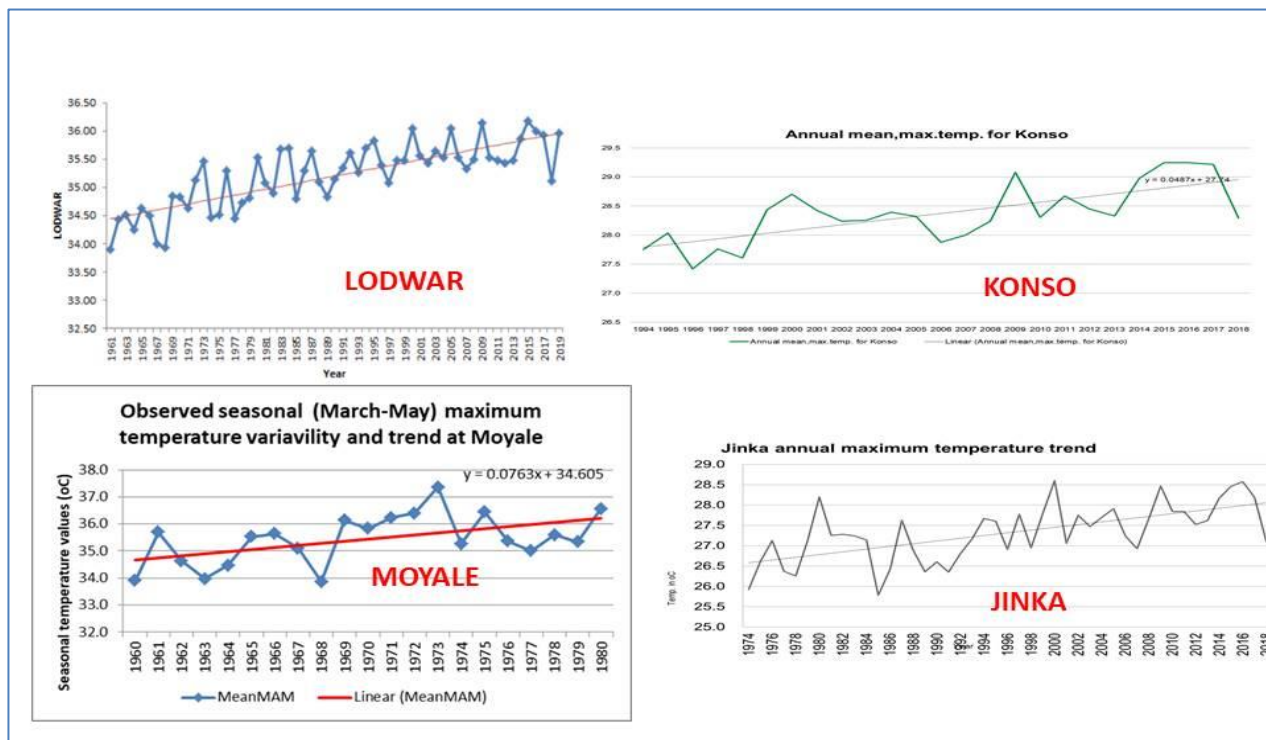 36.50
36.00
35.50
35.00
34.50
34.00
33.50
33.00
32.50
LODWAR
LODWAR
1961 1963 1965 1967 1969 1971 1973 1975 1977 1979 1981 1983 1985 1987 1989 1991 1993 1995 1997 1999 2001 2003 2005 2007 2009 2011 2013 2015 2017 2019
Year
Annual mean,max.temp. for Konso
29.5
29.0
28.5
28.0
27.5
27.0
26.5
y = 0.0487x + 27.74
KONSO
1994 1995 1996 1997 1998 1999 2000 2001 2002 2003 2004 2005 2006 2007 2008 2009 2010 2011 2012 2013 2014 2015 2016 2017 2018
Annual mean,max.temp. for Konso Linear (Annual mean,max.temp. for Konso)
Observed seasonal (March-May) maximum
temperature variavility and trend at Moyale
Seasonal temperature values (oC)
38.0
37.0
36.0
35.0
34.0
33.0
32.0
y = 0.0763x + 34.605
MOYALE
1960 1961 1962 1963 1964 1965 1966 1967 1968 1969 1970 1971 1972 1973 1974 1975 1976 1977 1978 1979 1980
MeanMAM Linear (MeanMAM)
Jinka annual maximum temperature trend
Temp. in oC
29.0
28.5
28.0
27.5
27.0
26.5
26.0
25.5
25.0
JINKA
1974 1976 1978 1980 1982 1984 1986 1988 1990 1992 1994 1996 1998 2000 2002 2004 2006 2008 2010 2012 2014 2016 2018
Year